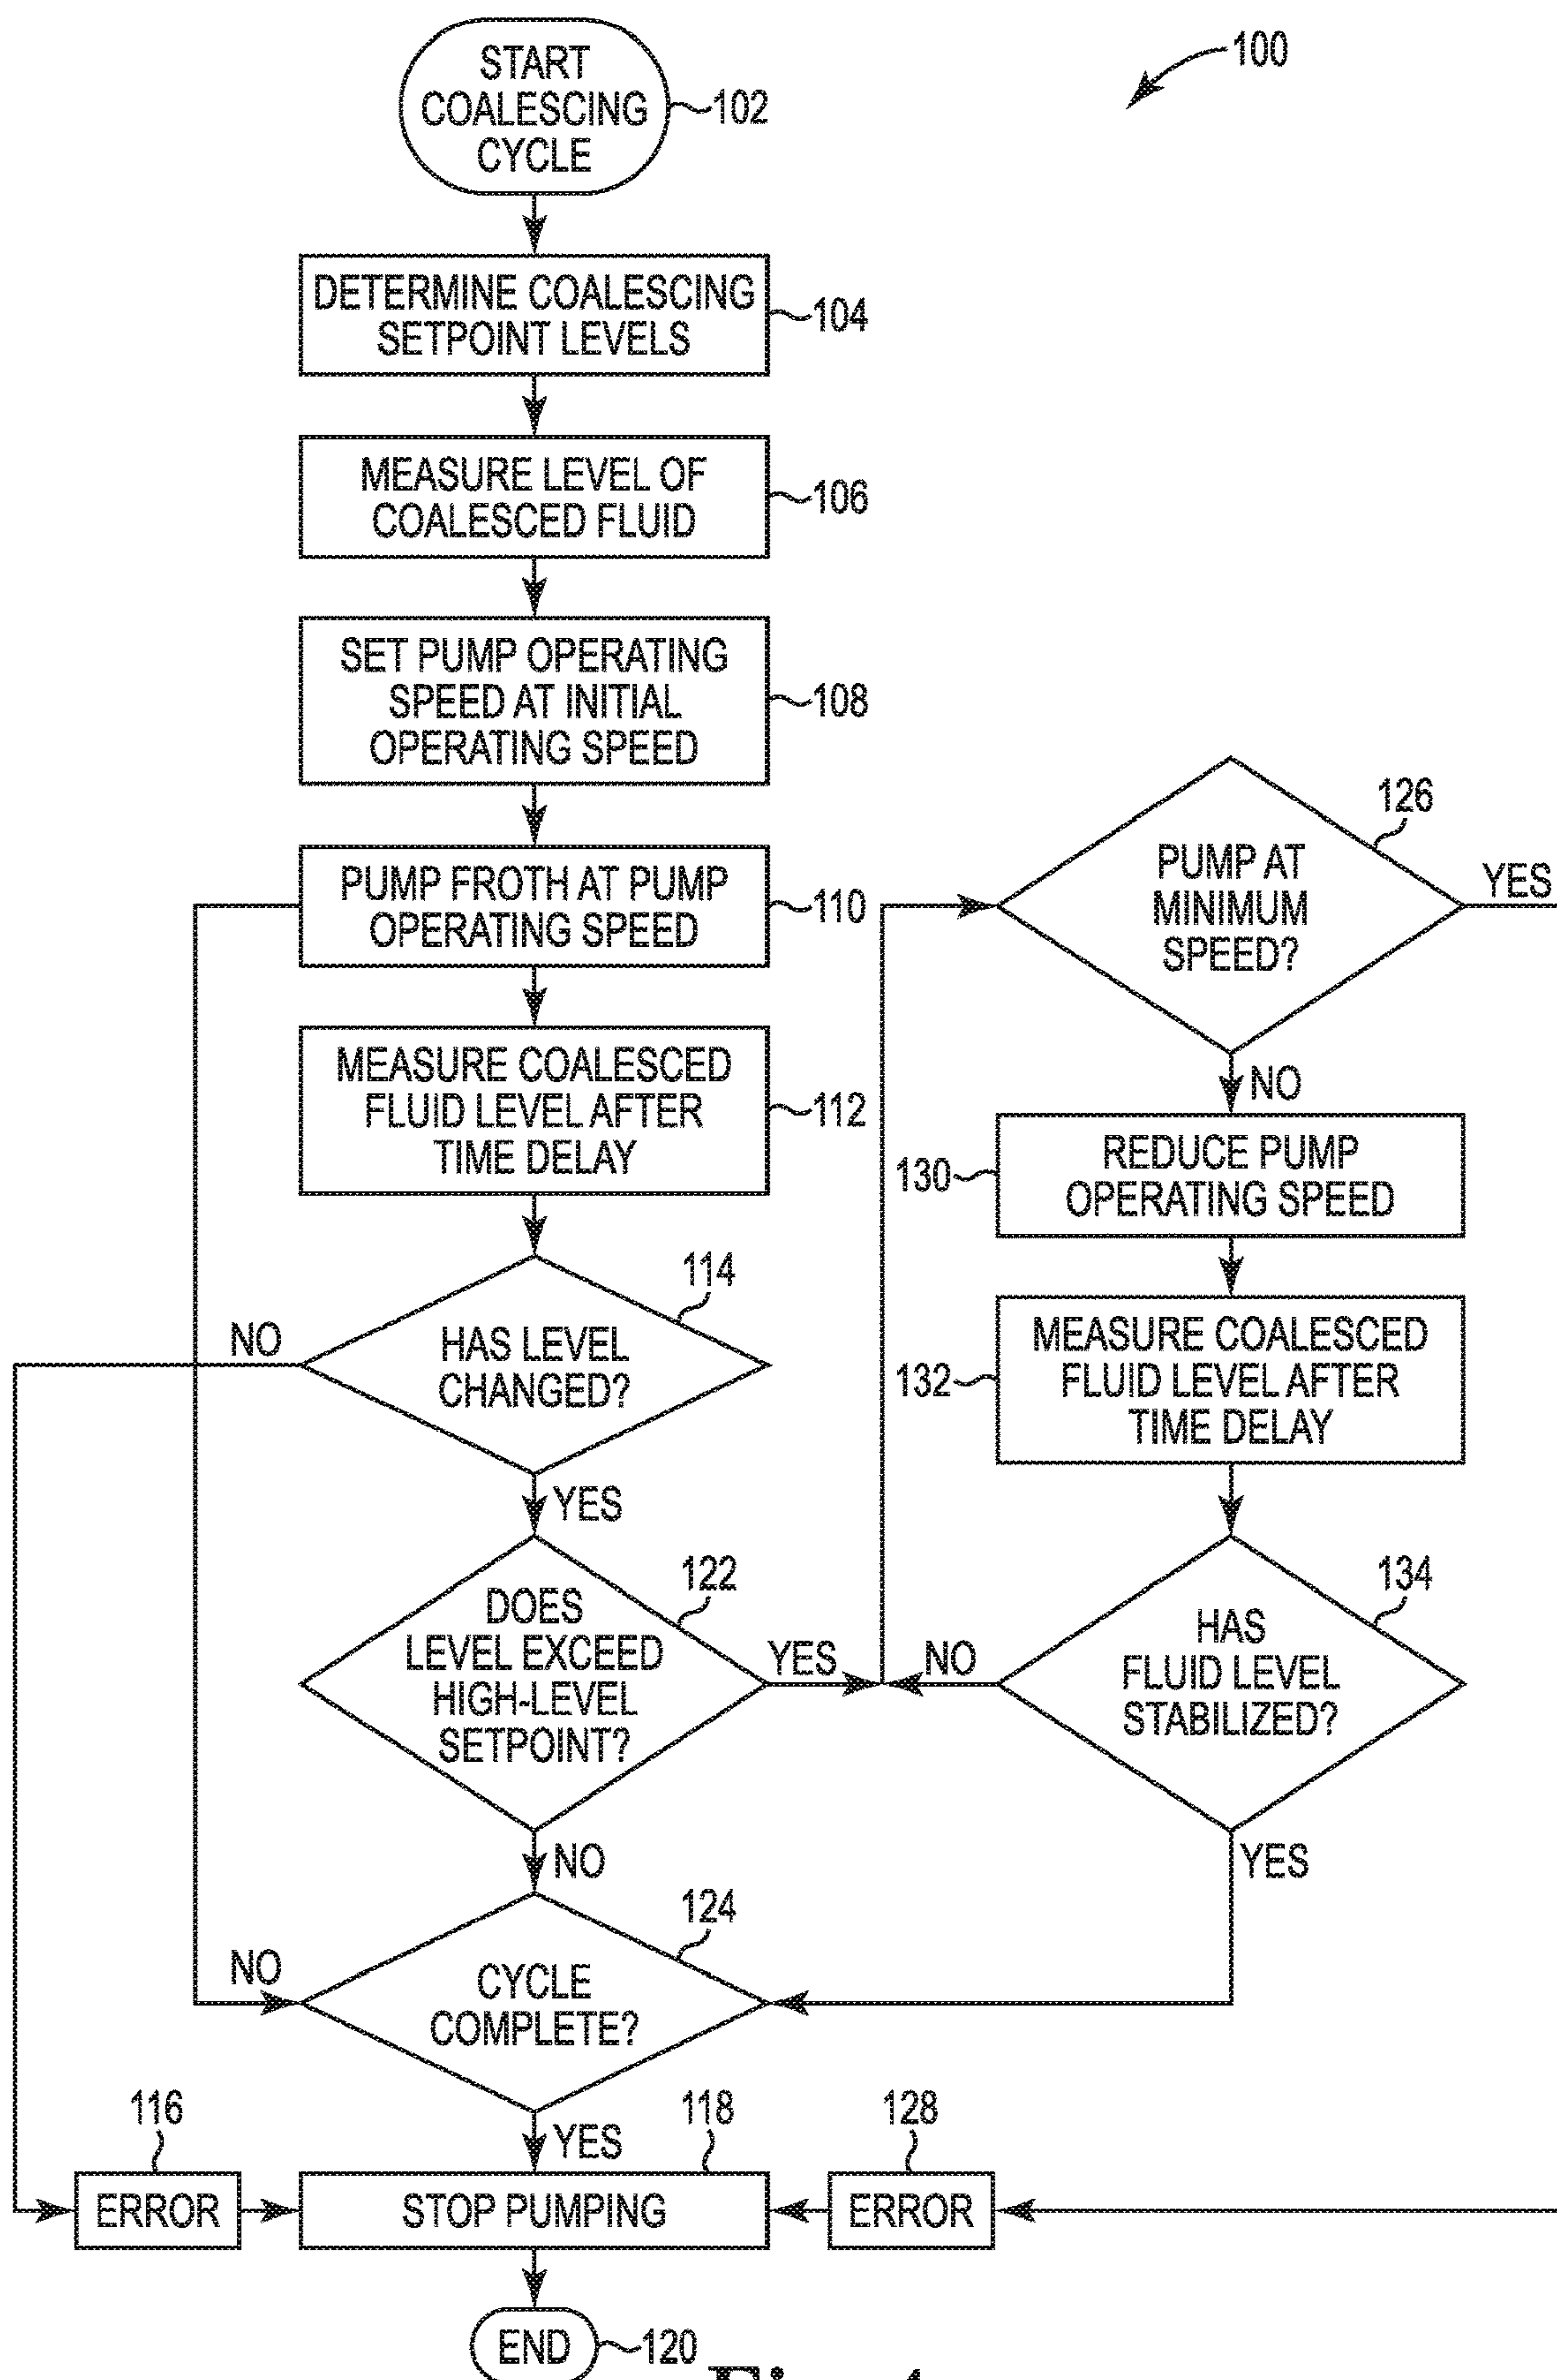 100
START
COALESCING
CYCLE
102
DETERMINE COALESCING
SETPOINT LEVELS
104
MEASURE LEVEL OF
COALESCED FLUID
106
SET PUMP OPERATING
SPEED AT INITIAL
OPERATING SPEED
108
PUMP FROTH AT PUMP
OPERATING SPEED
110
MEASURE COALESCED
FLUID LEVEL AFTER
TIME DELAY
112
114
HAS LEVEL
CHANGED?
NO
YES
122
DOES
LEVEL EXCEED
HIGH-LEVEL
SETPOINT?
YES
NO
124
CYCLE
COMPLETE?
NO
YES
126
PUMP AT
MINIMUM
SPEED?
YES
NO
REDUCE PUMP
OPERATING SPEED
130
MEASURE COALESCED
FLUID LEVEL AFTER
TIME DELAY
132
134
HAS
FLUID LEVEL
STABILIZED?
NO
YES
116
ERROR
118
STOP PUMPING
128
ERROR
END
120